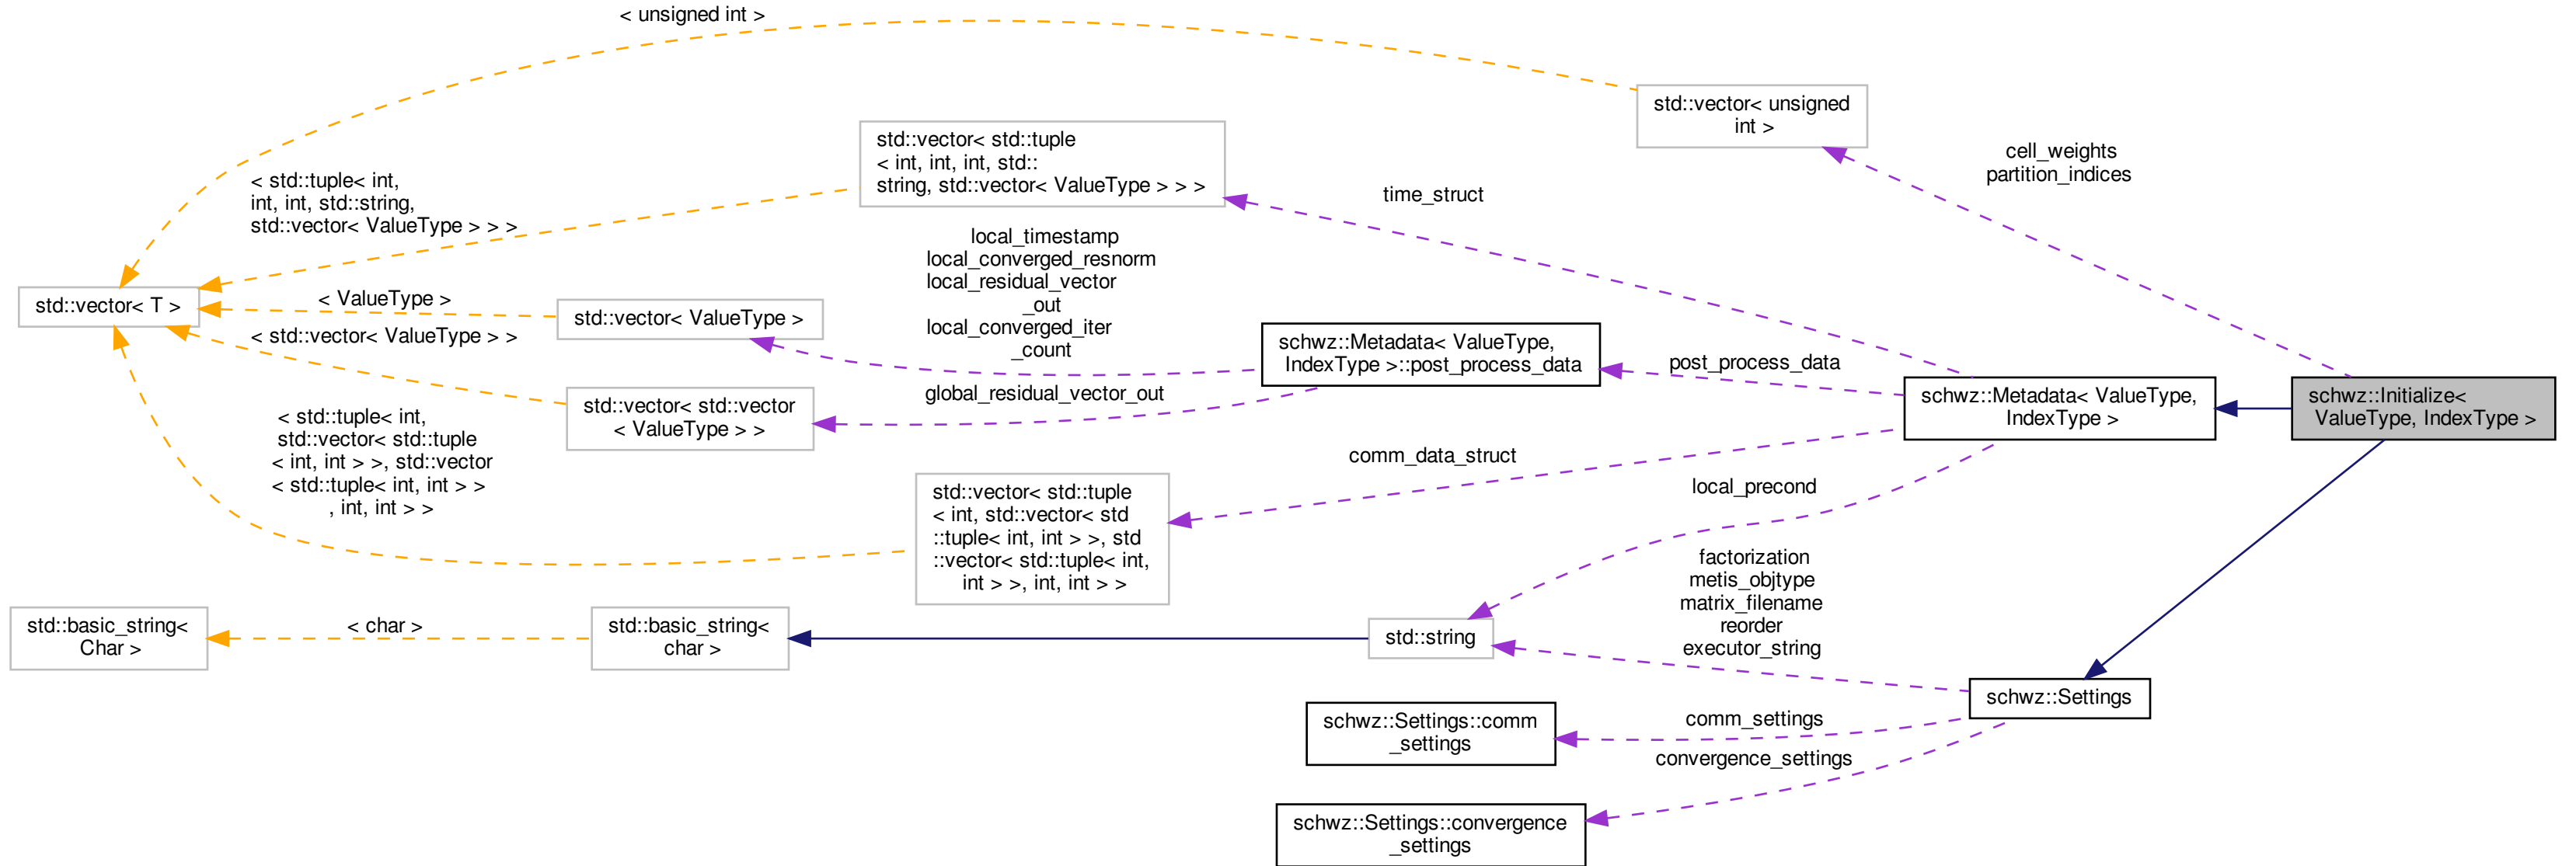 < unsigned int >
std::vector< unsigned
int >
cell_weights
partition_indices
std::vector< std::tuple
< int, int, int, std::
string, std::vector< ValueType > > >
time_struct
< std::tuple< int,
int, int, std::string,
std::vector< ValueType > > >
local_timestamp
local_converged_resnorm
local_residual_vector
_out
local_converged_iter
_count
std::vector< T >
< ValueType >
std::vector< ValueType >
< std::vector< ValueType > >
schwz::Metadata< ValueType,
IndexType >::post_process_data
post_process_data
global_residual_vector_out
std::vector< std::vector
< ValueType > >
schwz::Metadata< ValueType,
IndexType >
schwz::Initialize<
ValueType, IndexType >
< std::tuple< int,
std::vector< std::tuple
< int, int > >, std::vector
< std::tuple< int, int > >
, int, int > >
comm_data_struct
std::vector< std::tuple
< int, std::vector< std
::tuple< int, int > >, std
::vector< std::tuple< int,
int > >, int, int > >
local_precond
factorization
metis_objtype
matrix_filename
reorder
executor_string
std::basic_string<
Char >
< char >
std::basic_string<
char >
std::string
schwz::Settings
schwz::Settings::comm
_settings
comm_settings
convergence_settings
schwz::Settings::convergence
_settings